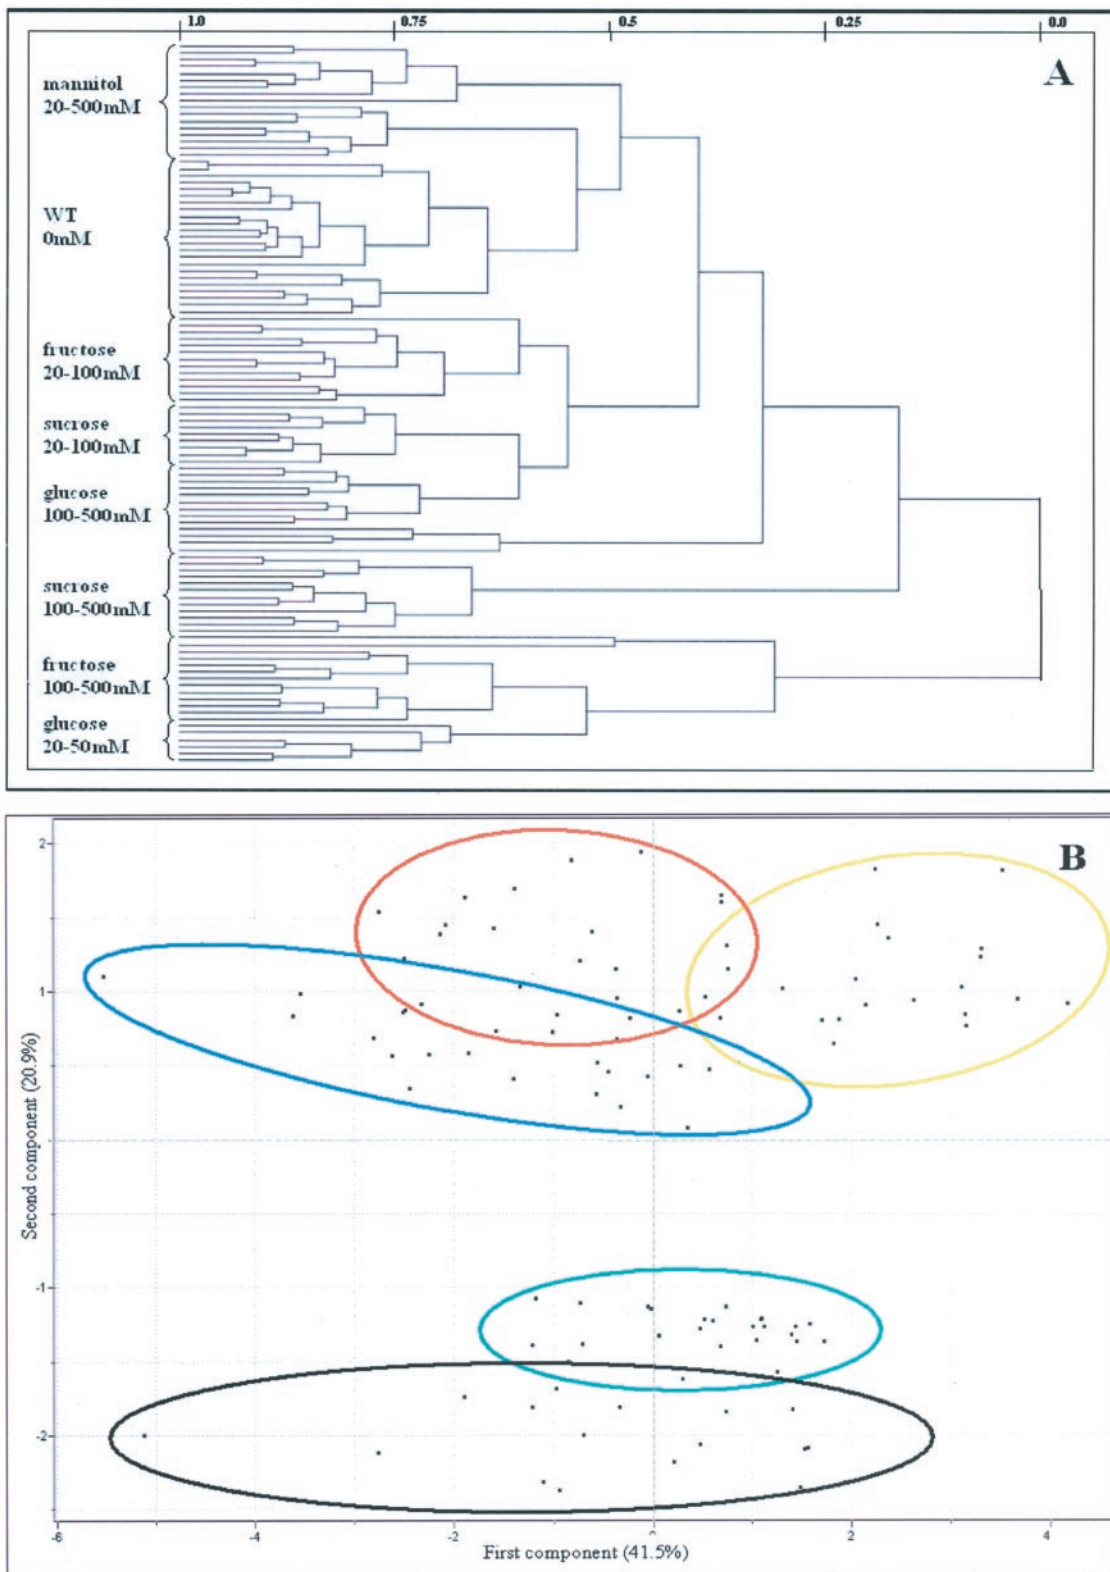 1.0 0.75 0.5 0.25 0.0
A
mannitol
20-500mM
WT
0mM
fructose
20-100mM
sucrose
20-100mM
glucose
100-500mM
sucrose
100-500mM
fructose
100-500mM
glucose
20-50mM
B
2
1
-1
-2
Second component (20.9%)
-6 -4 -2 0 2 4
First component (41.5%)